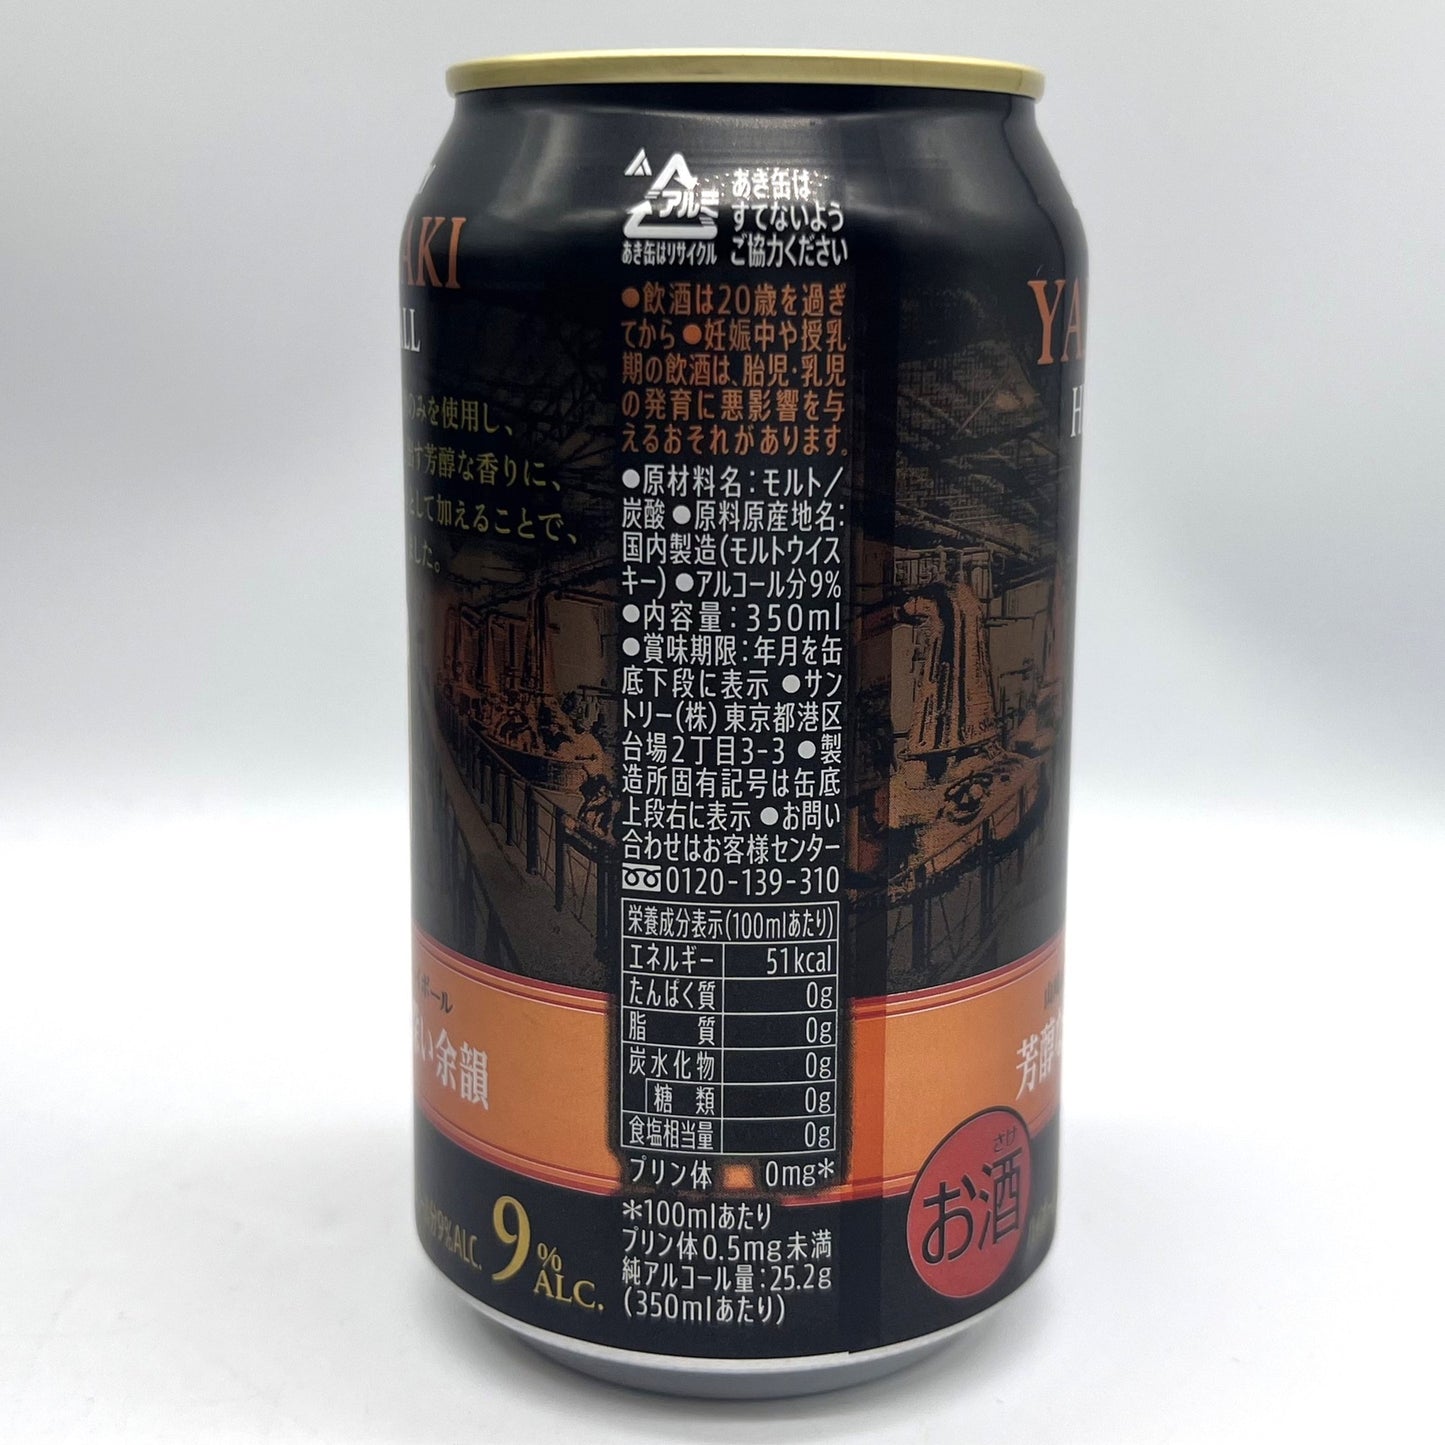 AKI
LL
のみを使用し、
す芳醇な香りに、
として加えることで、
した。
ボール
い余韻
9%ALC.
9%
ALC.
アルミ
あき缶はリサイクル
あき缶は
すてないよう
ご協力ください
●飲酒は20歳を過ぎ
てから●妊娠中や授乳
期の飲酒は、胎児・乳児
の発育に悪影響を与
えるおそれがあります。
●原材料名:モルト/
炭酸●原料原産地名:
国内製造(モルトウイス
キー)●アルコール分9%
●内容量:350ml
●賞味期限:年月を缶
底下段に表示 ●サン
トリー(株)東京都港区
台場2丁目3-3 ●製
造所固有記号は缶底
上段右に表示 ●お問い
合わせはお客様センター
0120-139-310
栄養成分表示(100mlあたり)
エネルギー 51kcal
たんぱく質 0g
脂質 0g
炭水化物 0g
糖類 0g
食塩相当量 0g
プリン体 0mg*
*100mlあたり
プリン体0.5mg未満
純アルコール量:25.2g
(350mlあたり)
YA
H
芳醇
さけ
お酒